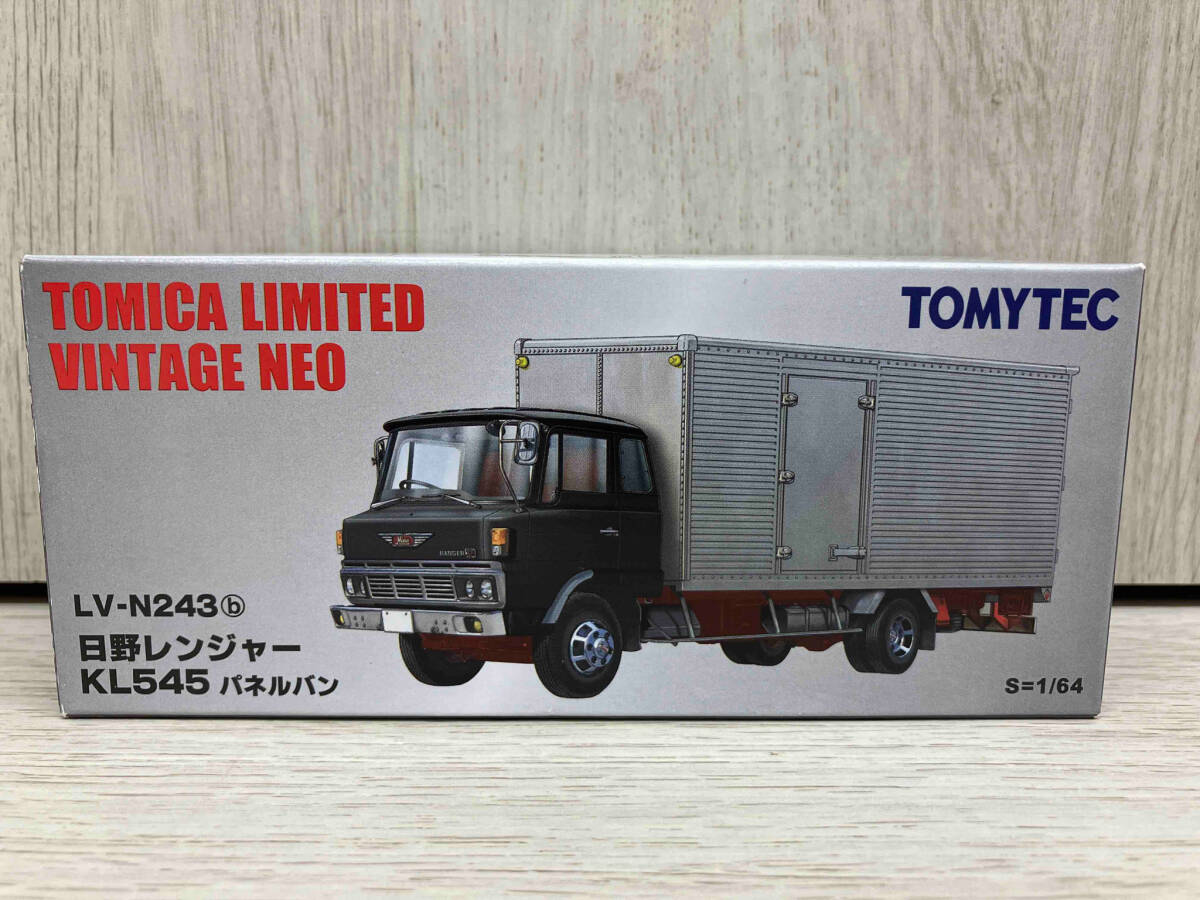 TOMICA LIMITED
VINTAGE NEO
TOMYTEC
RANGER
LV-N243ⓑ
日野レンジャー
KL545 パネルバン
S=1/64